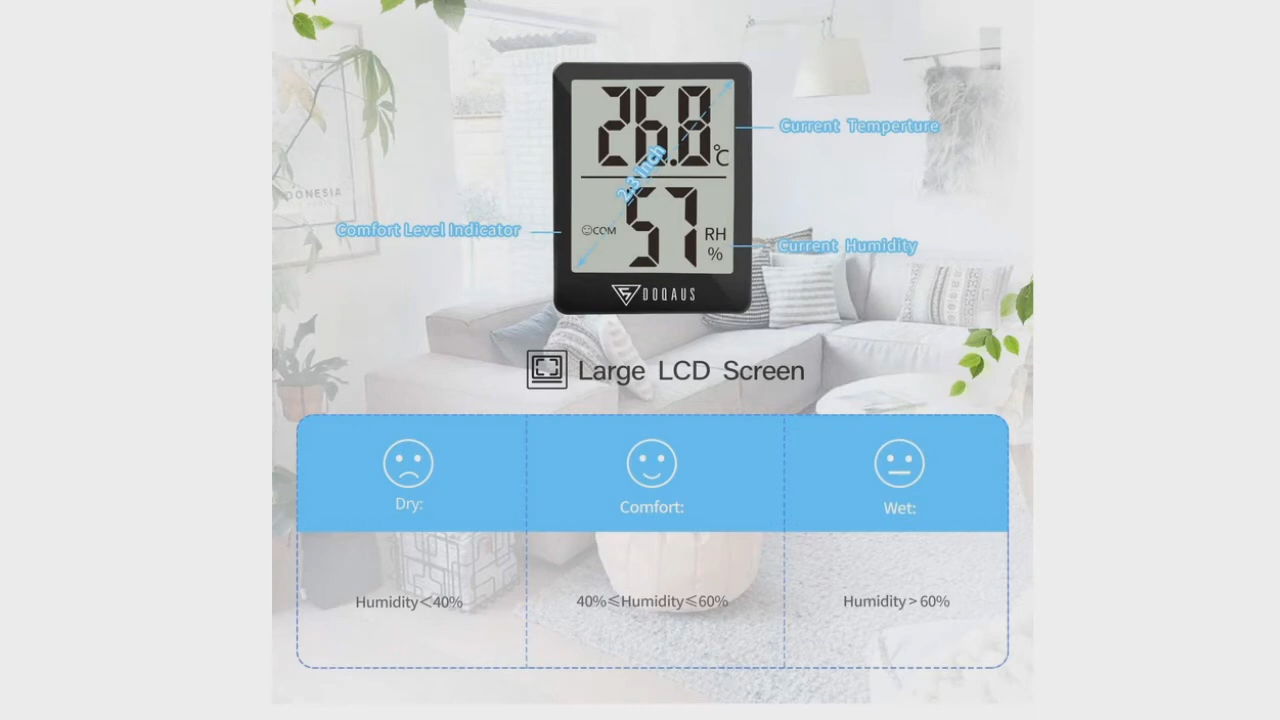 26.8
℃
Current Temperture
2.3 inch
Comfort Level Indicator
COM
57
RH
%
Current Humidity
DOQAUS
Large LCD Screen
Dry:
Comfort:
Wet:
Humidity＜40%
40%≤Humidity≤60%
Humidity > 60%